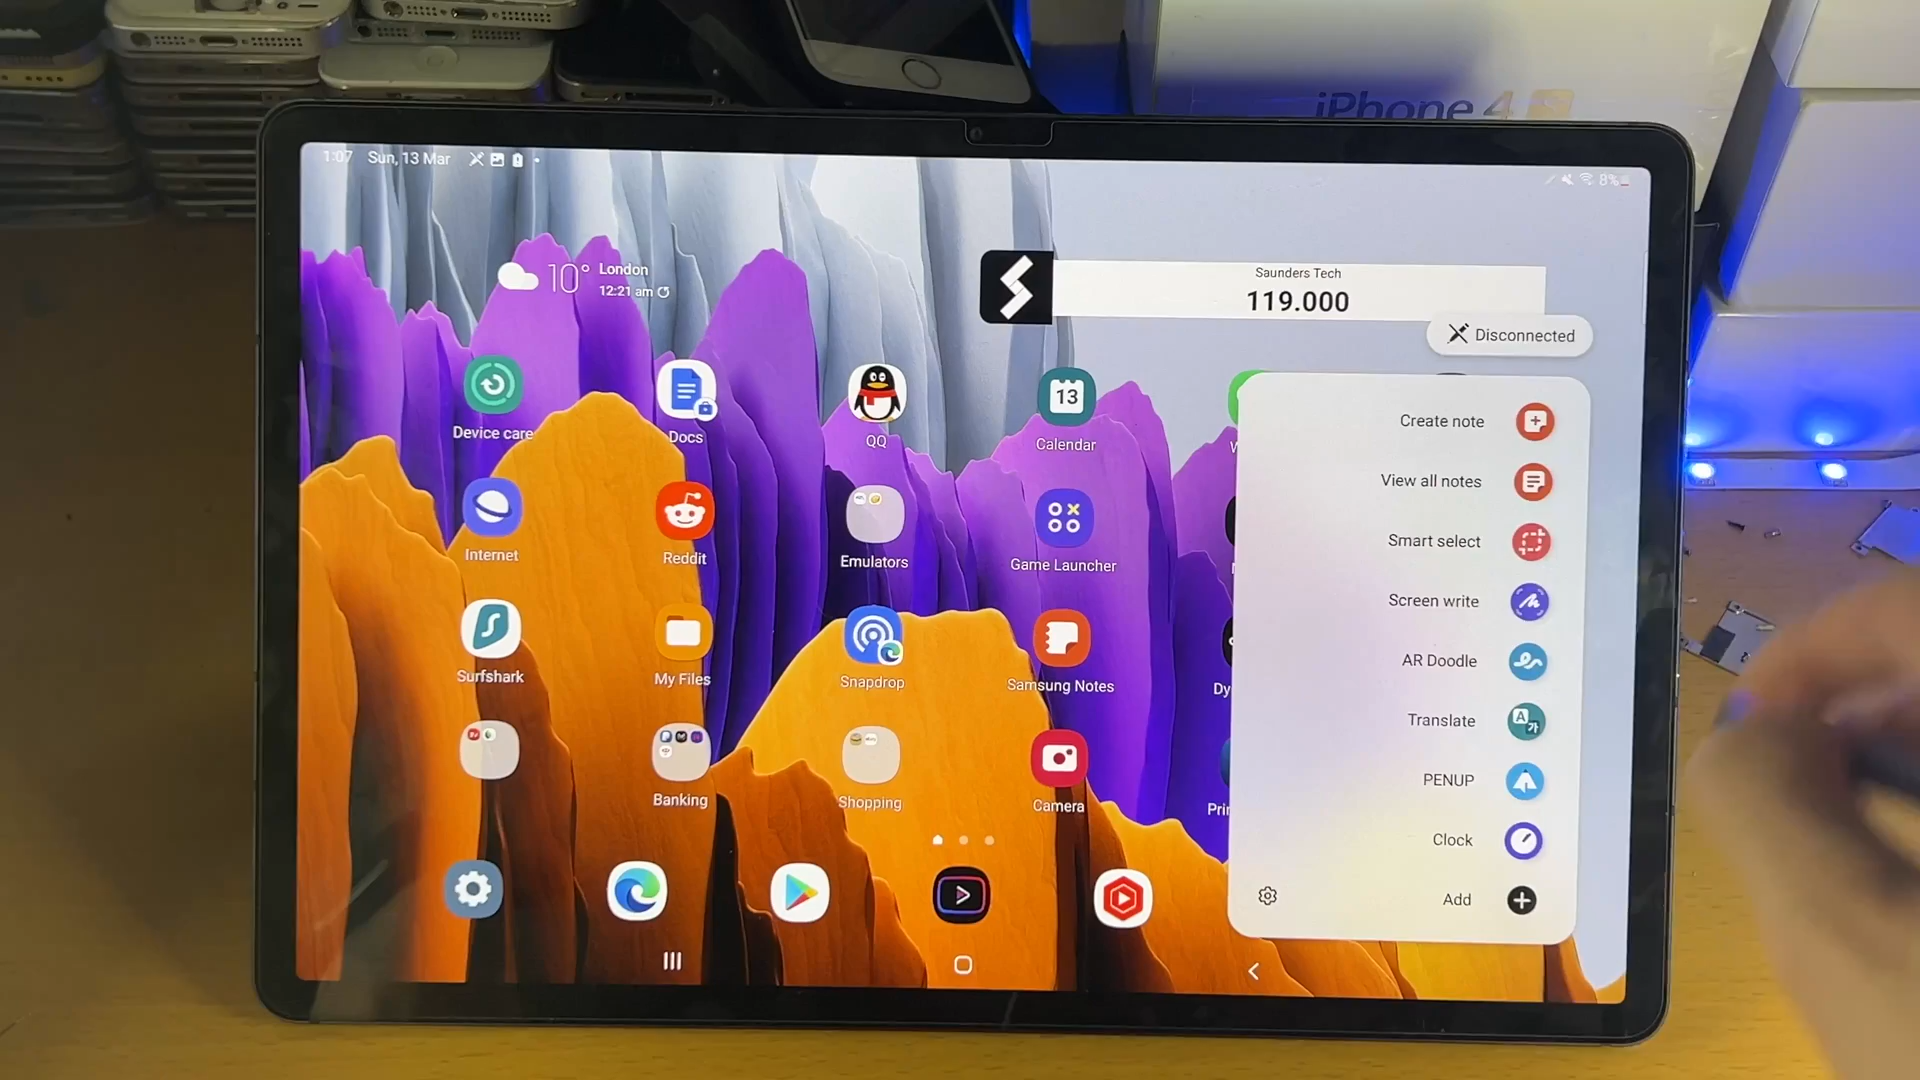 iPhone 4
1:07 Sun, 13 Mar
8%
10°
London
12:21 am
Saunders Tech
119.000
Disconnected
Device care
Docs
QQ
13
Calendar
Create note
View all notes
Internet
Reddit
Emulators
Game Launcher
Smart select
Screen write
Surfshark
My Files
Snapdrop
Samsung Notes
Dy
AR Doodle
Translate
Banking
Shopping
Camera
Prin
PENUP
Clock
Add